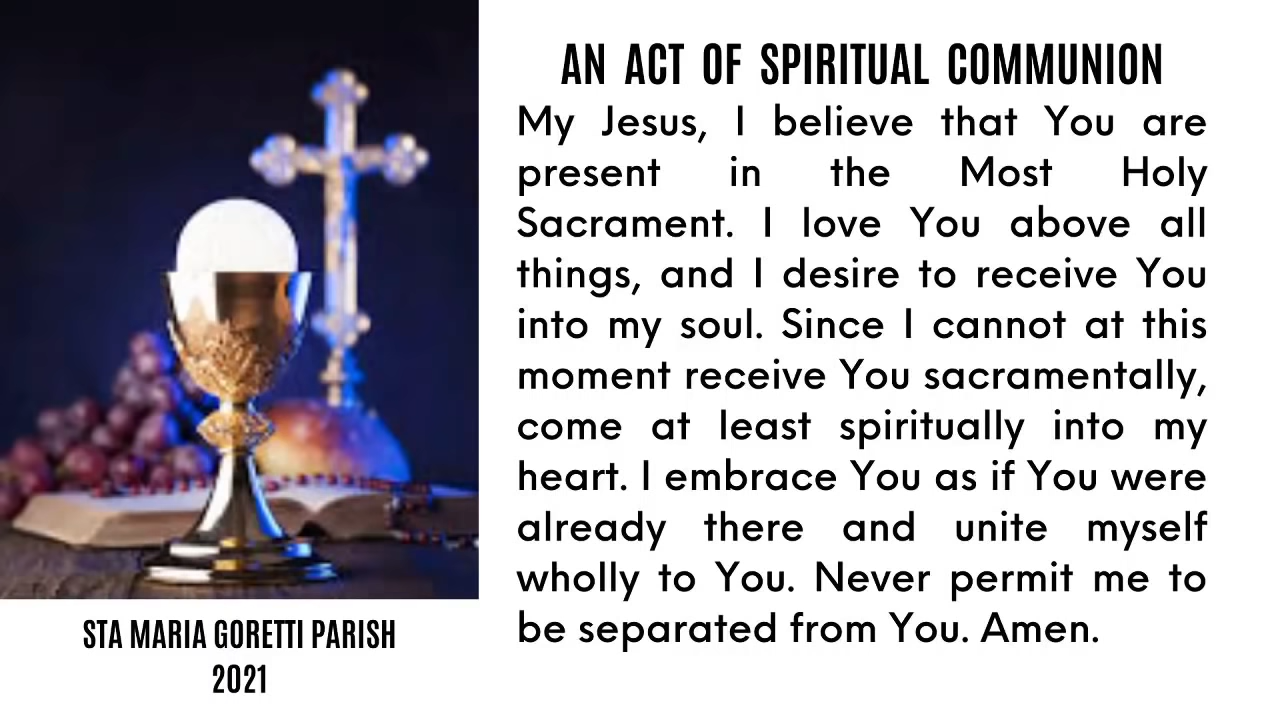 AN ACT OF SPIRITUAL COMMUNION
My Jesus, I believe that You are
present in the Most Holy
Sacrament. I love You above all
things, and I desire to receive You
into my soul. Since I cannot at this
moment receive You sacramentally,
come at least spiritually into my
heart. I embrace You as if You were
already there and unite myself
wholly to You. Never permit me to
be separated from You. Amen.
STA MARIA GORETTI PARISH
2021